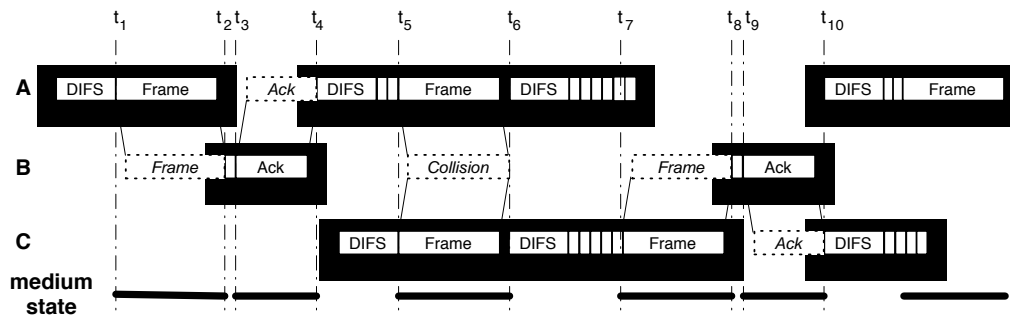 t1 t2 t3 t4 t5 t6 t7 t8 t9 t10
A DIFS Frame Ack DIFS Frame DIFS DIFS Frame
B Frame Ack Collision Frame Ack
C DIFS Frame DIFS Frame Ack DIFS
medium
state